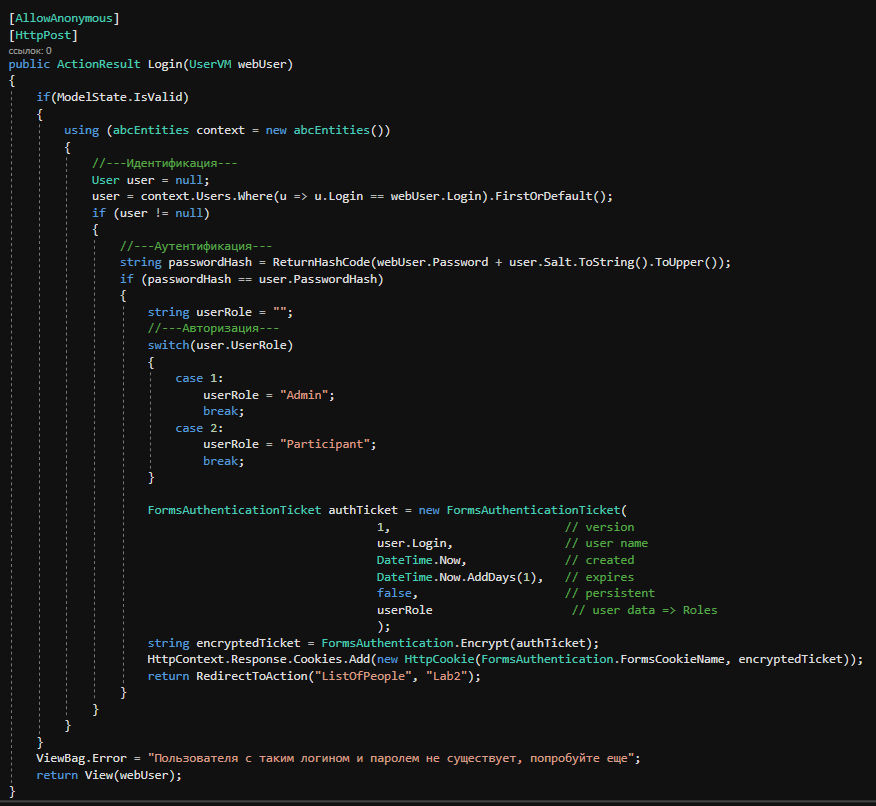 [AllowAnonymous]
[HttpPost]
ссылок: 0
public ActionResult Login(UserVM webUser)
{
    if(ModelState.IsValid)
    {
        using (abcEntities context = new abcEntities())
        {
            //---Идентификация---
            User user = null;
            user = context.Users.Where(u => u.Login == webUser.Login).FirstOrDefault();
            if (user != null)
            {
                //---Аутентификация---
                string passwordHash = ReturnHashCode(webUser.Password + user.Salt.ToString().ToUpper());
                if (passwordHash == user.PasswordHash)
                {
                    string userRole = "";
                    //---Авторизация---
                    switch(user.UserRole)
                    {
                        case 1:
                            userRole = "Admin";
                            break;
                        case 2:
                            userRole = "Participant";
                            break;
                    }

                    FormsAuthenticationTicket authTicket = new FormsAuthenticationTicket(
                                                     1,                          // version
                                                     user.Login,                 // user name
                                                     DateTime.Now,               // created
                                                     DateTime.Now.AddDays(1),    // expires
                                                     false,                      // persistent
                                                     userRole                     // user data => Roles
                                                     );
                    string encryptedTicket = FormsAuthentication.Encrypt(authTicket);
                    HttpContext.Response.Cookies.Add(new HttpCookie(FormsAuthentication.FormsCookieName, encryptedTicket));
                    return RedirectToAction("ListOfPeople", "Lab2");
                }
            }
        }
    }
    ViewBag.Error = "Пользователя с таким логином и паролем не существует, попробуйте еще";
    return View(webUser);
}